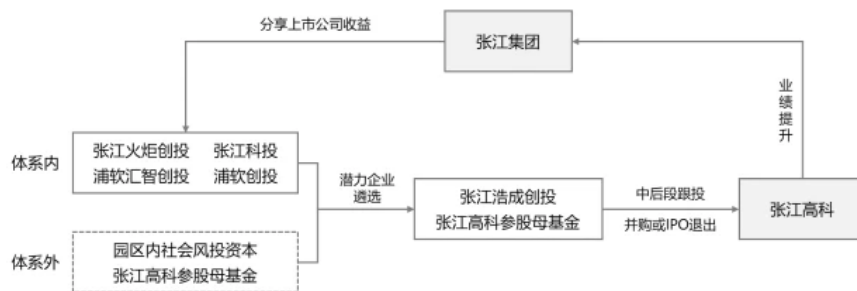 分享上市公司收益
张江集团
业绩提升
体系内
张江火炬创投 张江科投
浦软汇智创投 浦软创投
潜力企业
遴选
张江浩成创投
张江高科参股母基金
中后段跟投
并购或IPO退出
张江高科
体系外
园区内社会风投资本
张江高科参股母基金